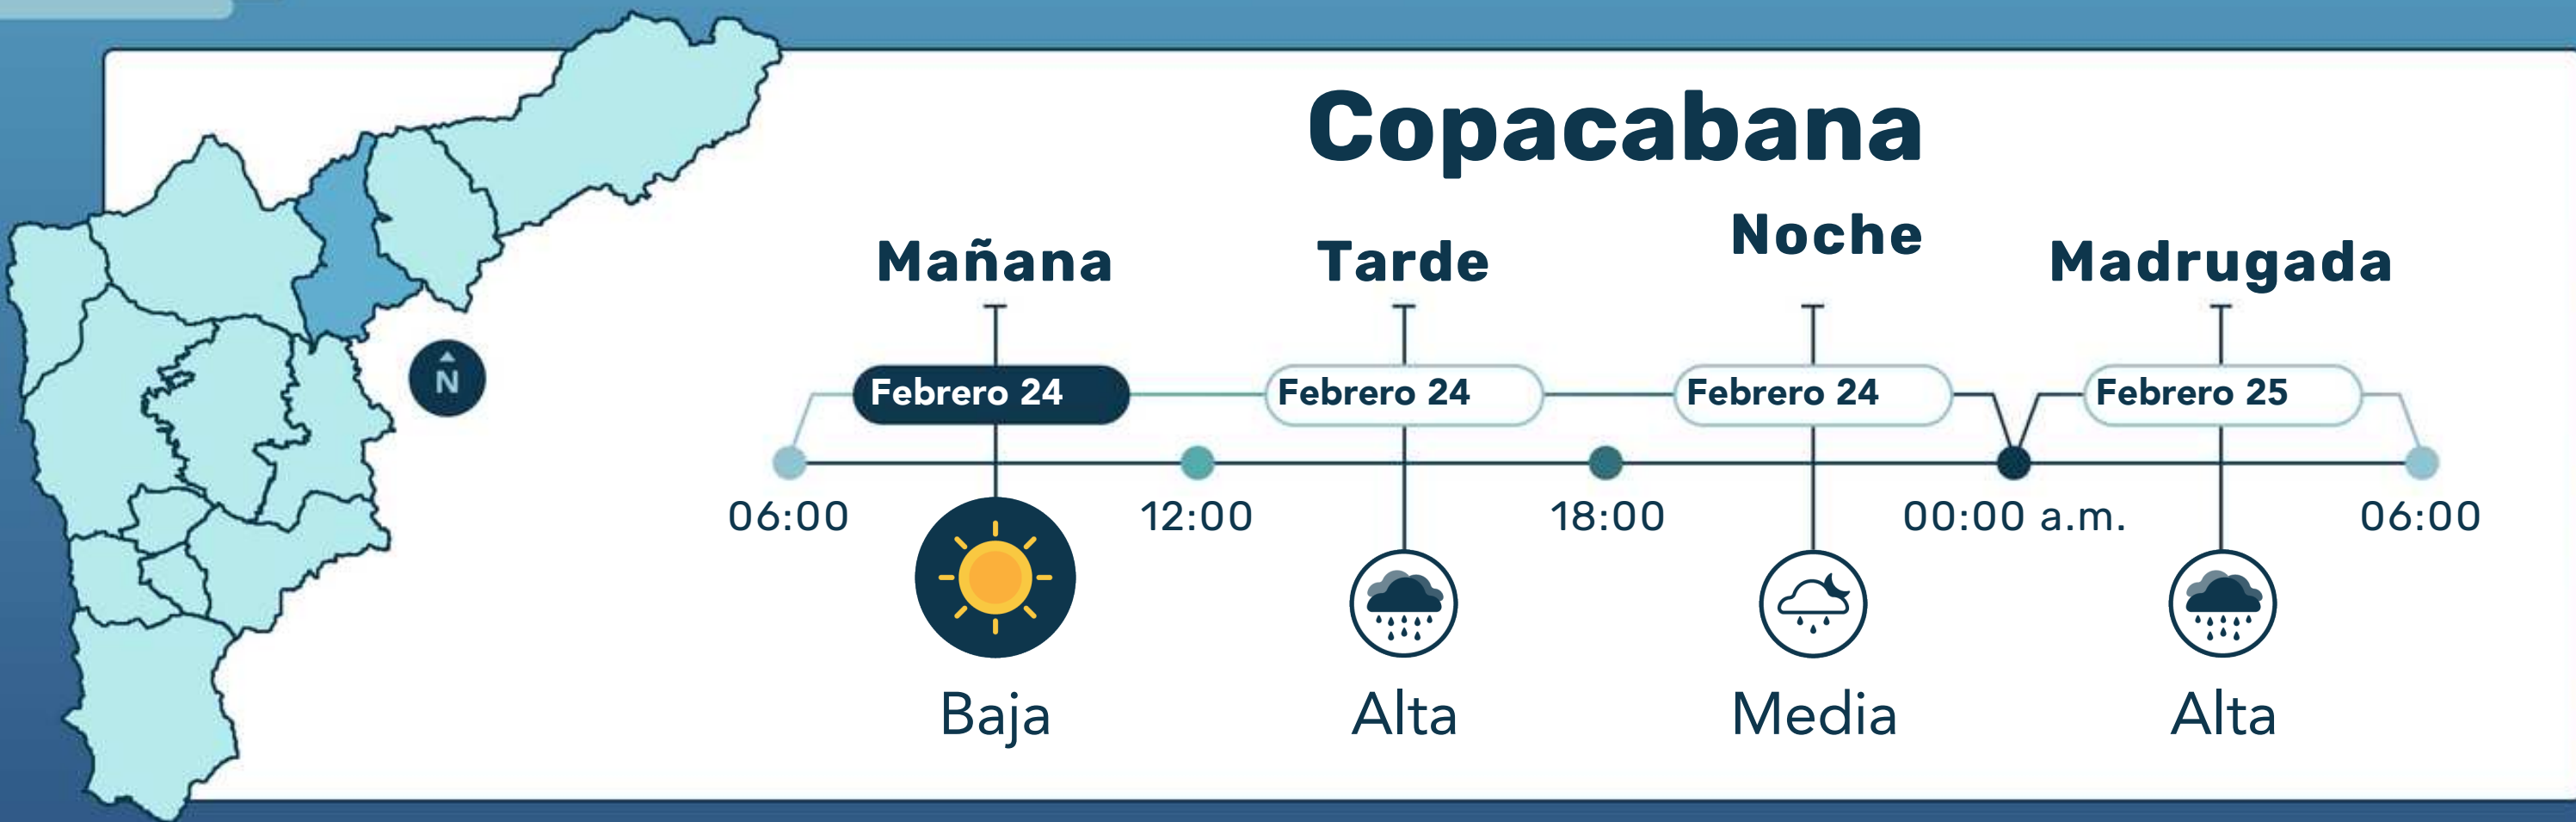 Copacabana
Mañana
Tarde
Noche
Madrugada
Febrero 24
Febrero 24
Febrero 24
Febrero 25
N
06:00
12:00
18:00
00:00 a.m.
06:00
Baja
Alta
Media
Alta